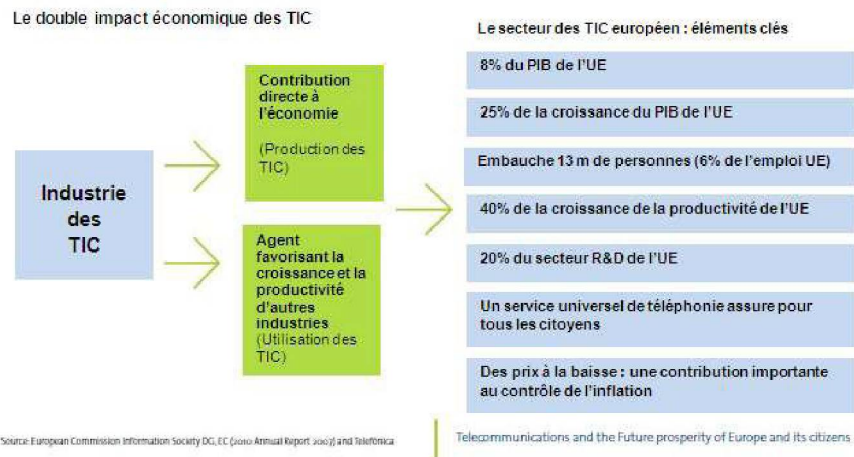 Le double impact économique des TIC
Industrie
des
TIC
Contribution
directe à
l'économie
(Production des
TIC)
Agent
favorisant la
croissance et la
productivité
d'autres
industries
(Utilisation des
TIC)
Le secteur des TIC européen : éléments clés
8% du PIB de l'UE
25% de la croissance du PIB de l'UE
Embauche 13 m de personnes (6% de l'emploi UE)
40% de la croissance de la productivité de l'UE
20% du secteur R&D de l'UE
Un service universel de téléphonie assure pour
tous les citoyens
Des prix à la baisse : une contribution importante
au contrôle de l'inflation
Source: European Commission Information Society DG, EC (2010 Annual Report 2007) and Telefónica
Telecommunications and the Future prosperity of Europe and its citizens